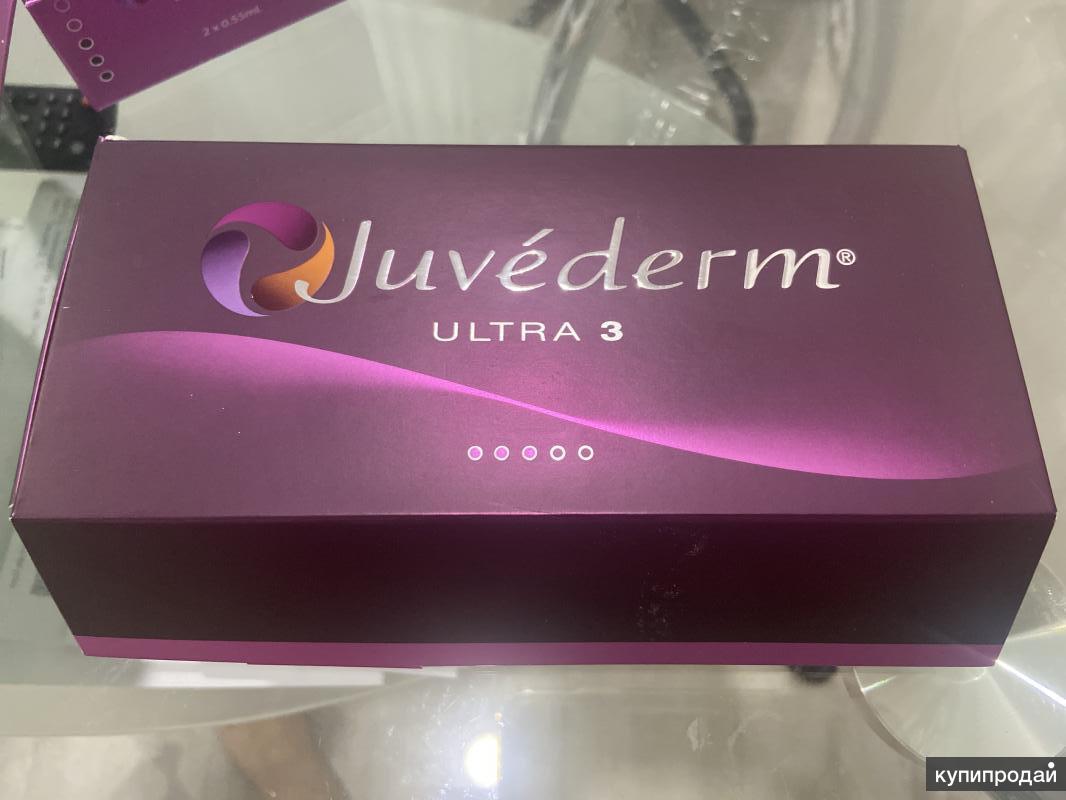 2 x 0.55mL
Juvéderm®
ULTRA 3
купипродай